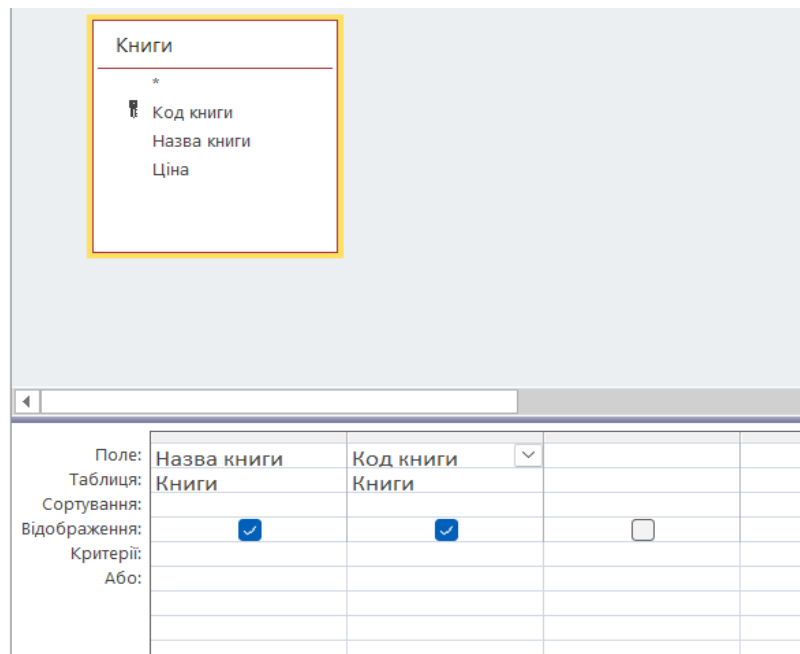 Книги
*
Код книги
Назва книги
Ціна
Поле: Назва книги Код книги
Таблиця: Книги Книги
Сортування:
Відображення:
Критерії:
Або: